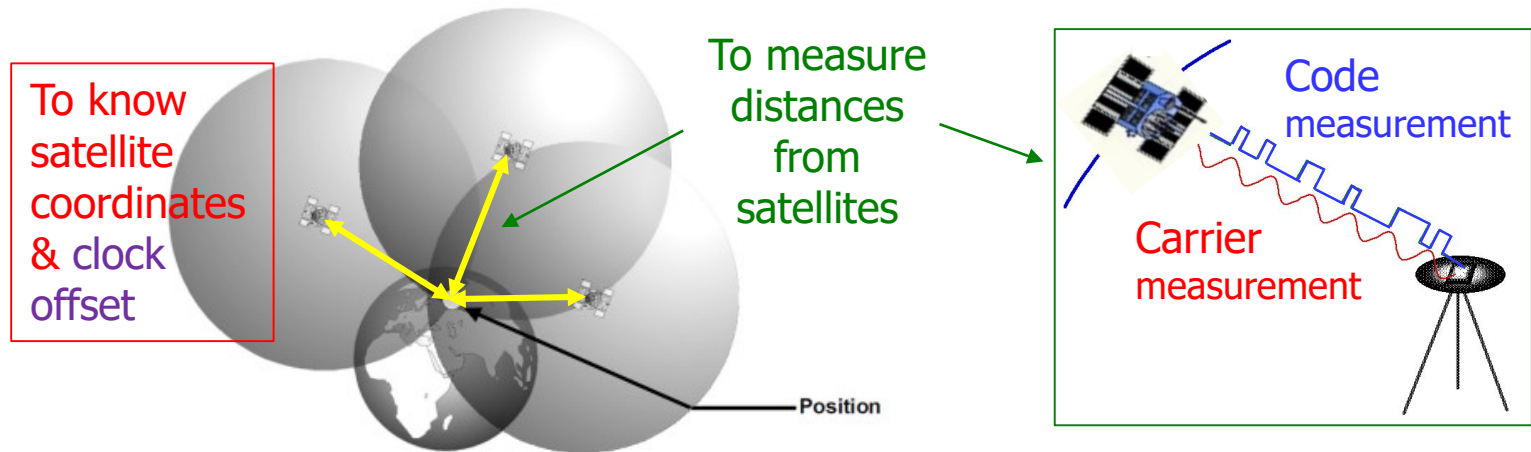 To know
satellite
coordinates
& clock
offset
To measure
distances
from
satellites
Position
Code
measurement
Carrier
measurement